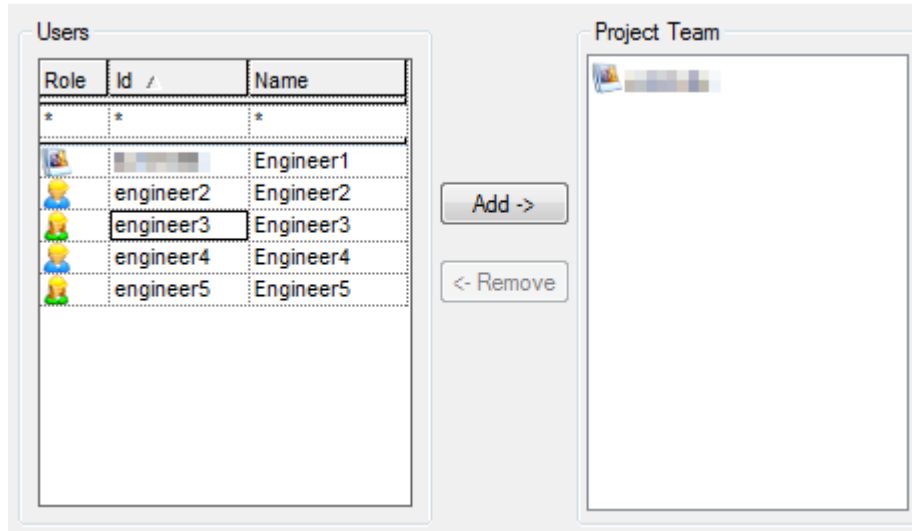 Users
Project Team
Role Id Name
* * *
Engineer1
engineer2 Engineer2
Add ->
engineer3 Engineer3
engineer4 Engineer4
<- Remove
engineer5 Engineer5